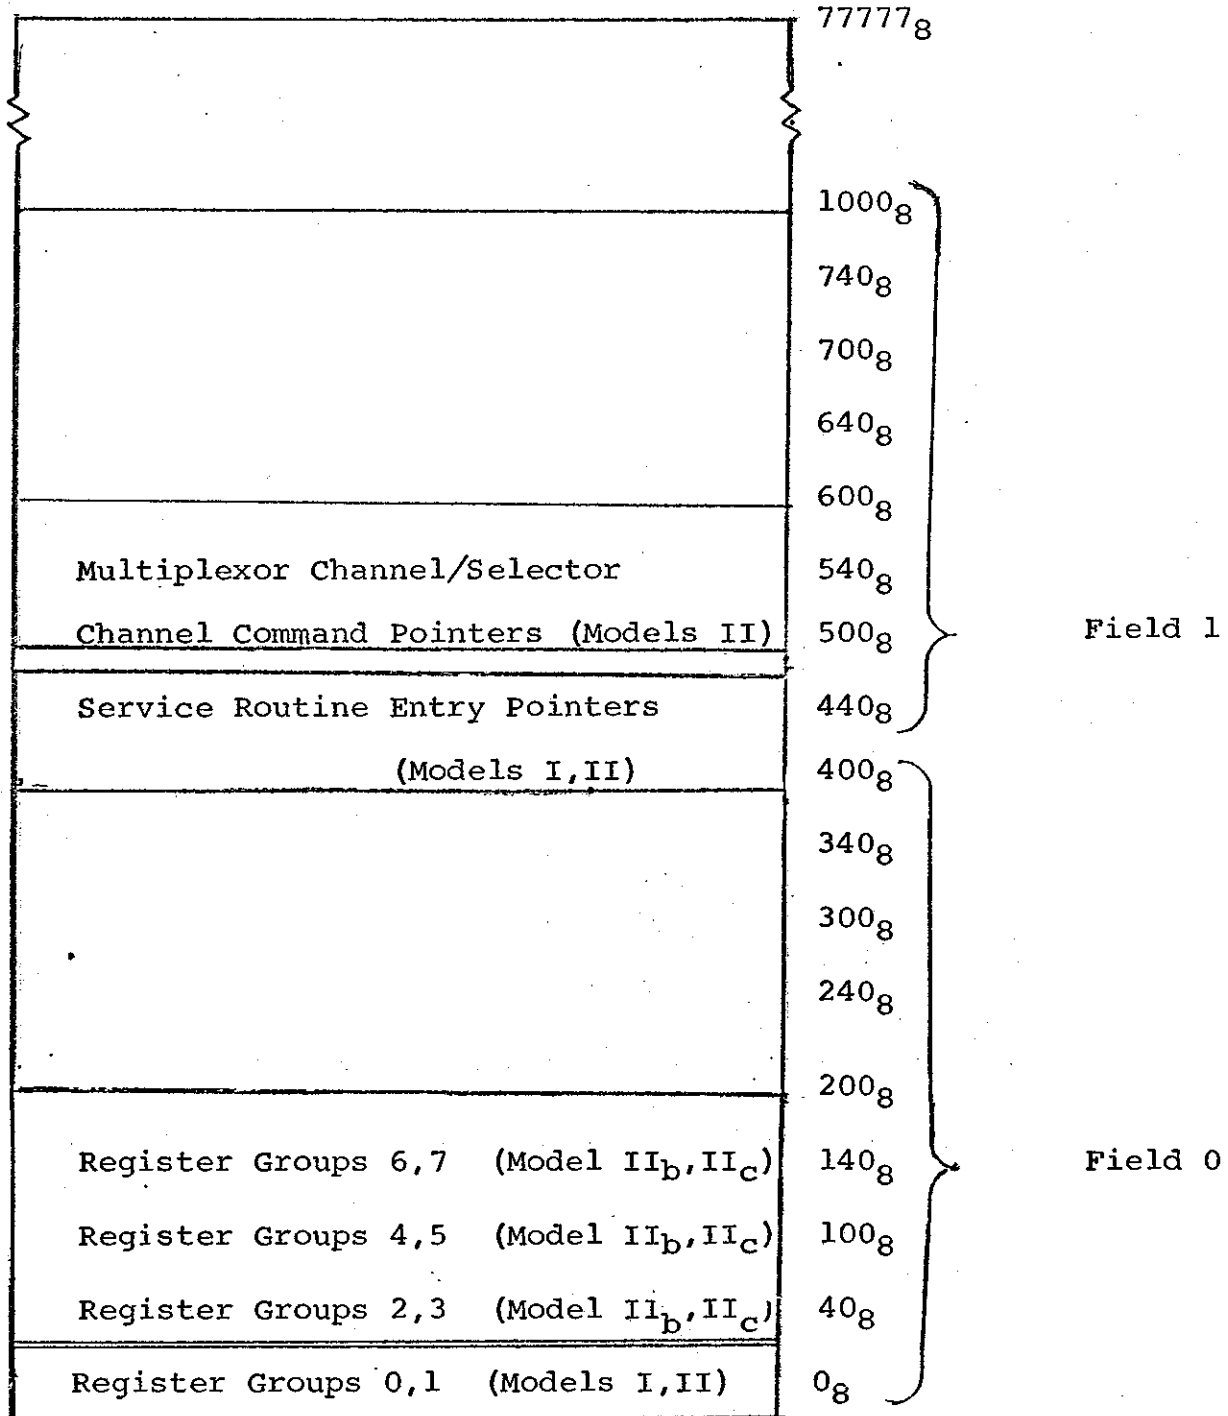 77777₈
1000₈
740₈
700₈
640₈
600₈
Multiplexor Channel/Selector 540₈
Channel Command Pointers (Models II) 500₈ Field 1
Service Routine Entry Pointers 440₈
(Models I,II) 400₈
340₈
300₈
240₈
200₈
Register Groups 6,7 (Model II_b,II_c) 140₈ Field 0
Register Groups 4,5 (Model II_b,II_c) 100₈
Register Groups 2,3 (Model II_b,II_c) 40₈
Register Groups 0,1 (Models I,II) 0₈